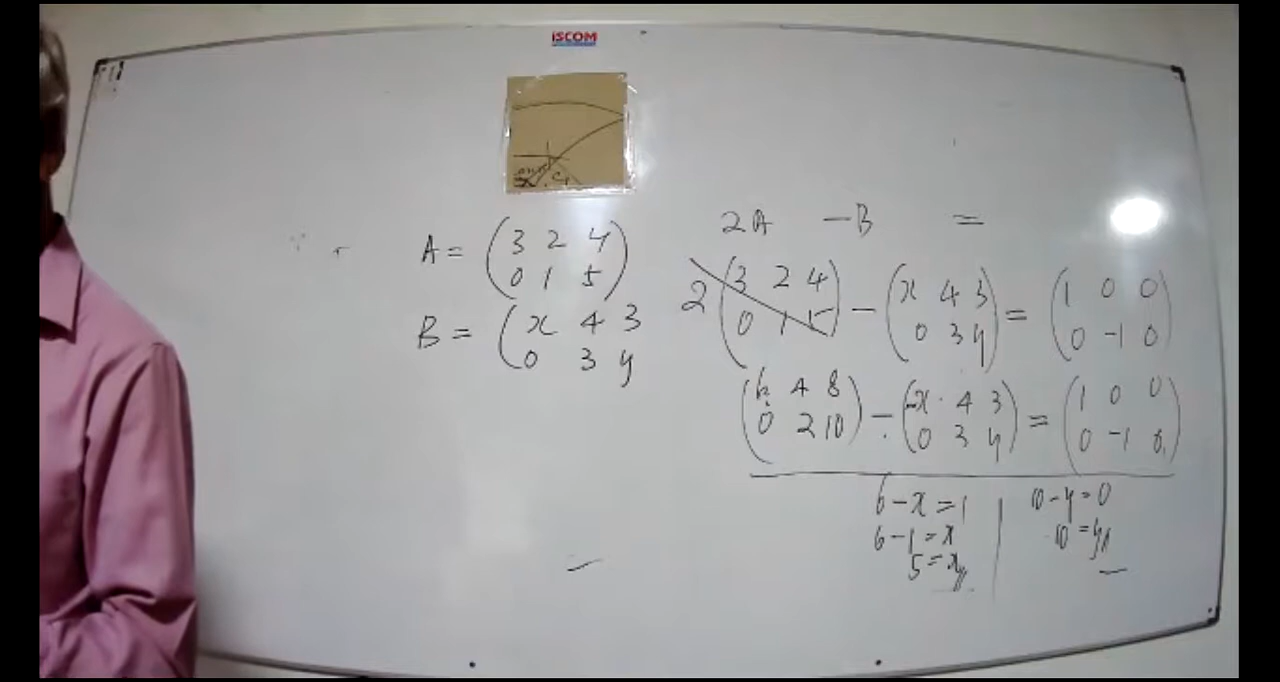 ISCOM
A = (3 2 4
0 1 5)
B = (x 4 3
0 3 y
2A - B =
2 (3 2 4
0 1 1) - (x 4 3
0 3 y) = (1 0 0
0 -1 0)
(6 4 8
0 2 10) - (x 4 3
0 3 y) = (1 0 0
0 -1 0)
6 - x = 1
6 - 1 = x
5 = x
10 - y = 0
10 = y